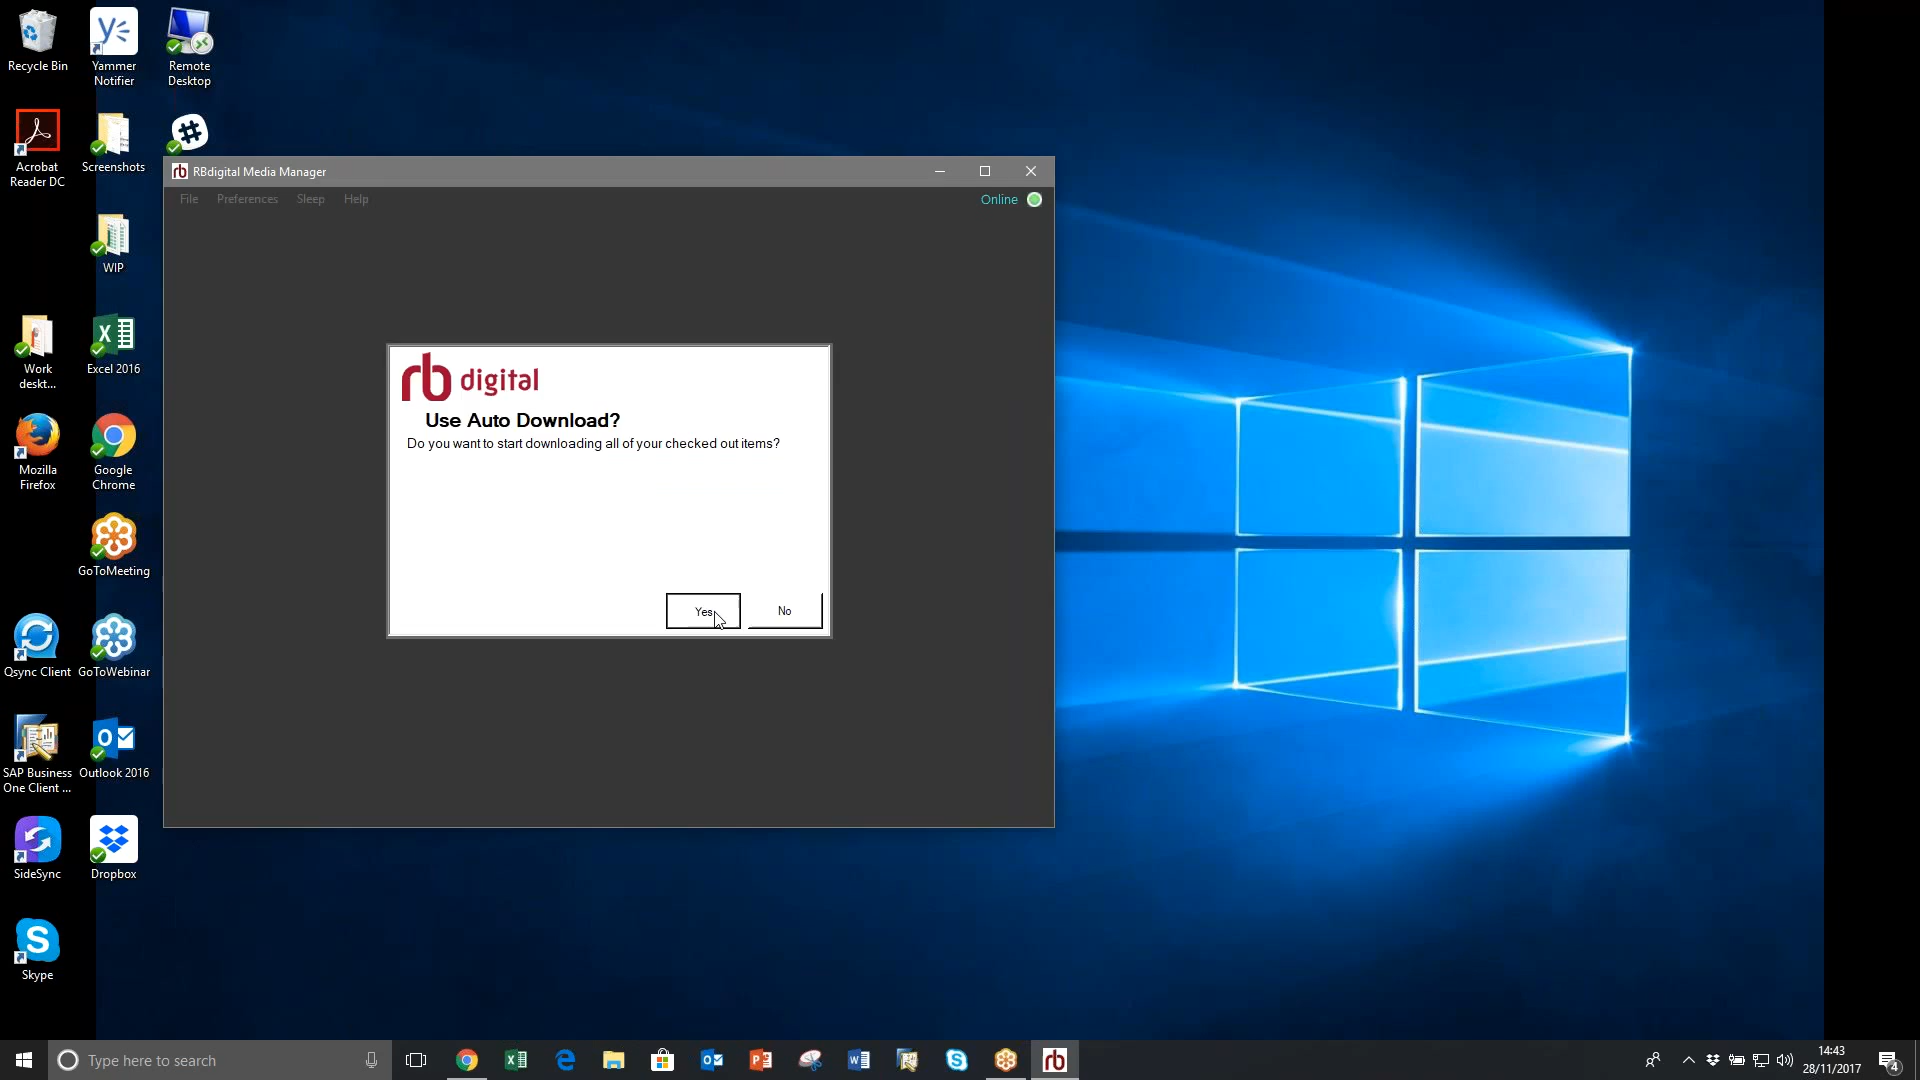 Recycle Bin
Yammer
Notifier
Remote
Desktop
Acrobat
Reader DC
Screenshots
WIP
Work
deskt...
Excel 2016
Mozilla
Firefox
Google
Chrome
GoToMeeting
Qsync Client
GoToWebinar
SAP Business
One Client ...
Outlook 2016
SideSync
Dropbox
Skype
rb RBdigital Media Manager
File Preferences Sleep Help
Online
rb digital
Use Auto Download?
Do you want to start downloading all of your checked out items?
Yes
No
Type here to search
rb
14:43
28/11/2017
4